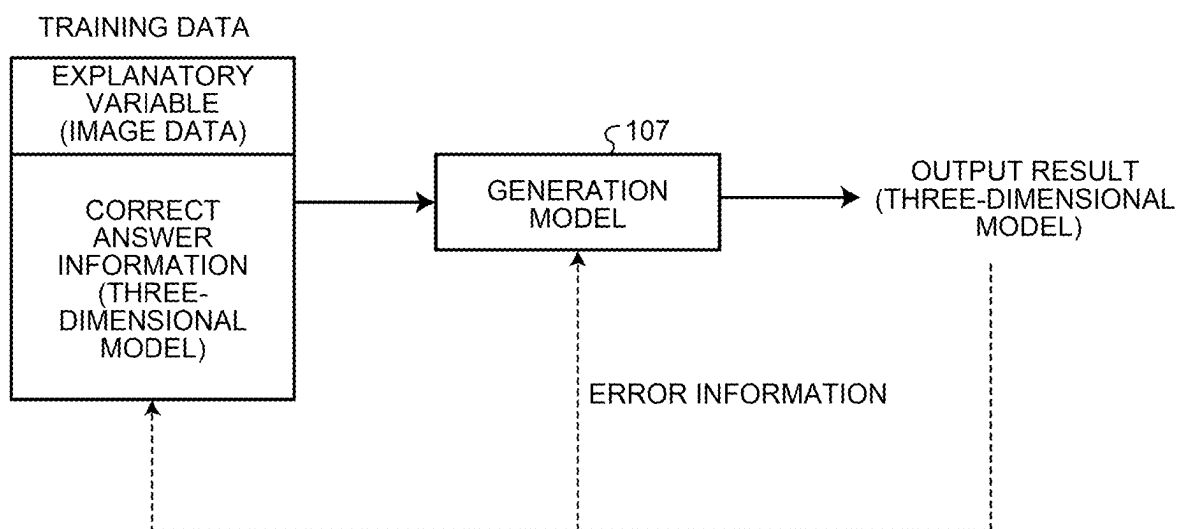 TRAINING DATA
EXPLANATORY
VARIABLE
(IMAGE DATA)
CORRECT
ANSWER
INFORMATION
(THREE-
DIMENSIONAL
MODEL)
107
GENERATION
MODEL
OUTPUT RESULT
(THREE-DIMENSIONAL
MODEL)
ERROR INFORMATION